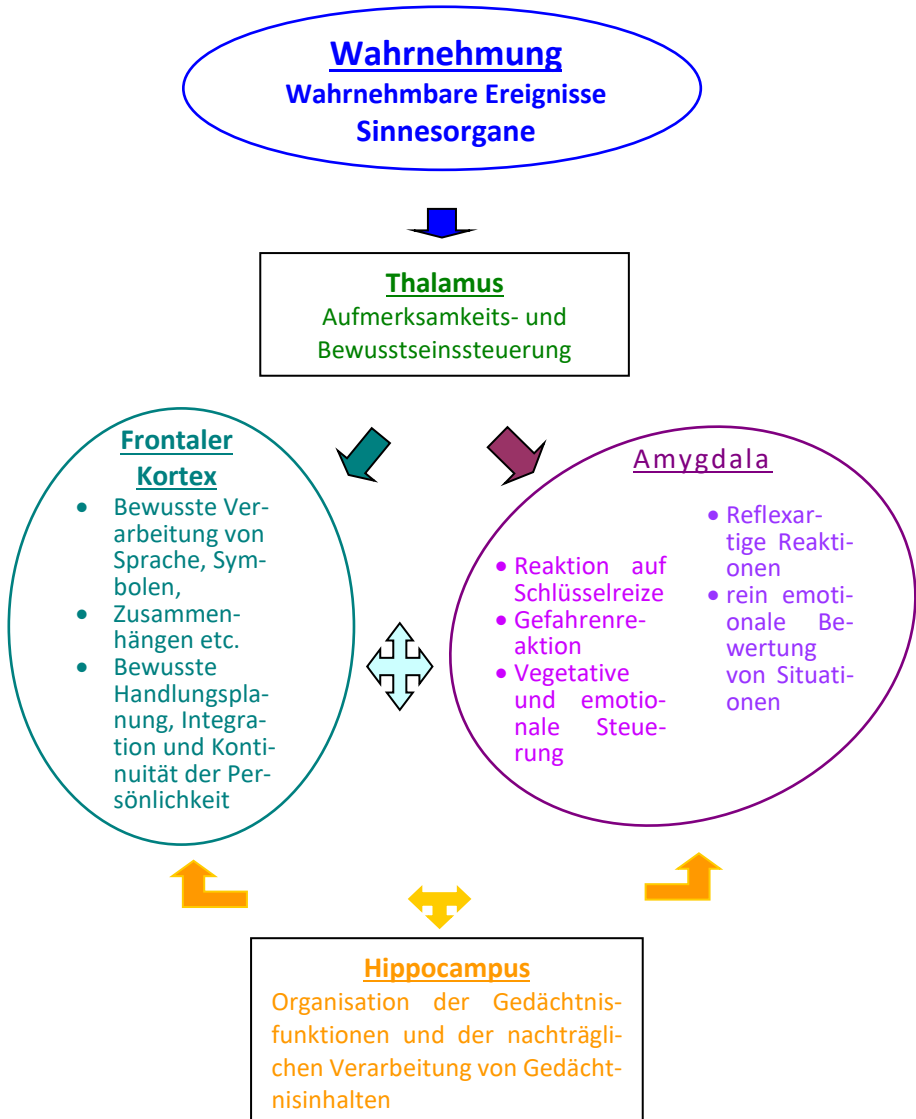 Wahrnehmung
Wahrnehmbare Ereignisse
Sinnesorgane
Thalamus
Aufmerksamkeits- und
Bewusstseinssteuerung
Frontaler
Kortex
• Bewusste Ver-
arbeitung von
Sprache, Sym-
bolen,
• Zusammen-
hängen etc.
• Bewusste
Handlungspla-
nung, Integra-
tion und Konti-
nuität der Per-
sönlichkeit
Amygdala
• Reaktion auf
Schlüsselreize
• Gefahrenre-
aktion
• Vegetative
und emotio-
nale Steue-
rung
• Reflexar-
tige Reakti-
onen
• rein emoti-
onale Be-
wertung
von Situati-
onen
Hippocampus
Organisation der Gedächtnis-
funktionen und der nachträgli-
chen Verarbeitung von Gedächt-
nisinhalten